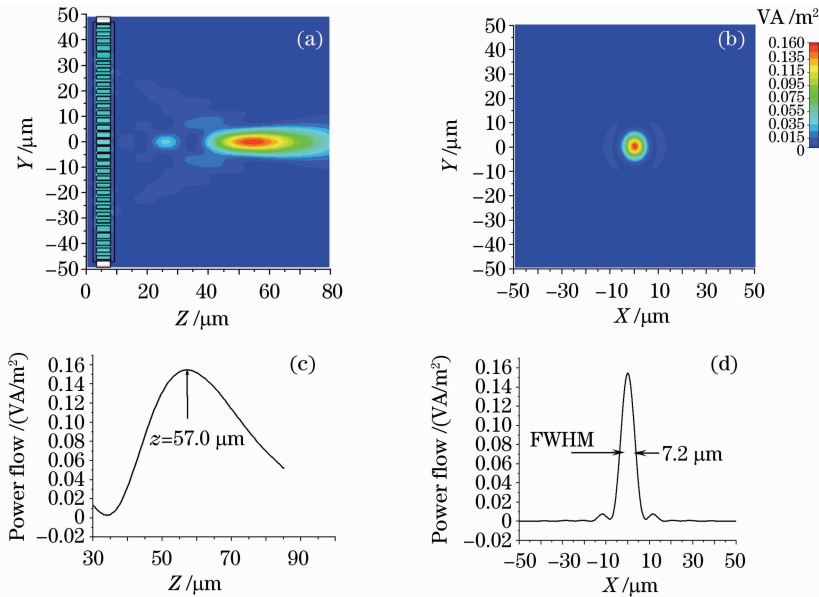 (a)
50
40
30
20
10
0
−10
−20
−30
−40
−50
Y /μm
0 20 40 60 80
Z /μm
(b)
50
40
30
20
10
0
−10
−20
−30
−40
−50
Y /μm
−50 −30 −10 10 30 50
X /μm
VA /m²
0.160
0.135
0.115
0.095
0.075
0.055
0.035
0.015
0
(c)
0.16
0.14
0.12
0.10
0.08
0.06
0.04
0.02
0
−0.02
Power flow /(VA/m²)
z=57.0 μm
30 50 70 90
Z /μm
(d)
0.16
0.14
0.12
0.10
0.08
0.06
0.04
0.02
0.00
−0.02
Power flow /(VA/m²)
FWHM
7.2 μm
−50 −30 −10 10 30 50
X /μm